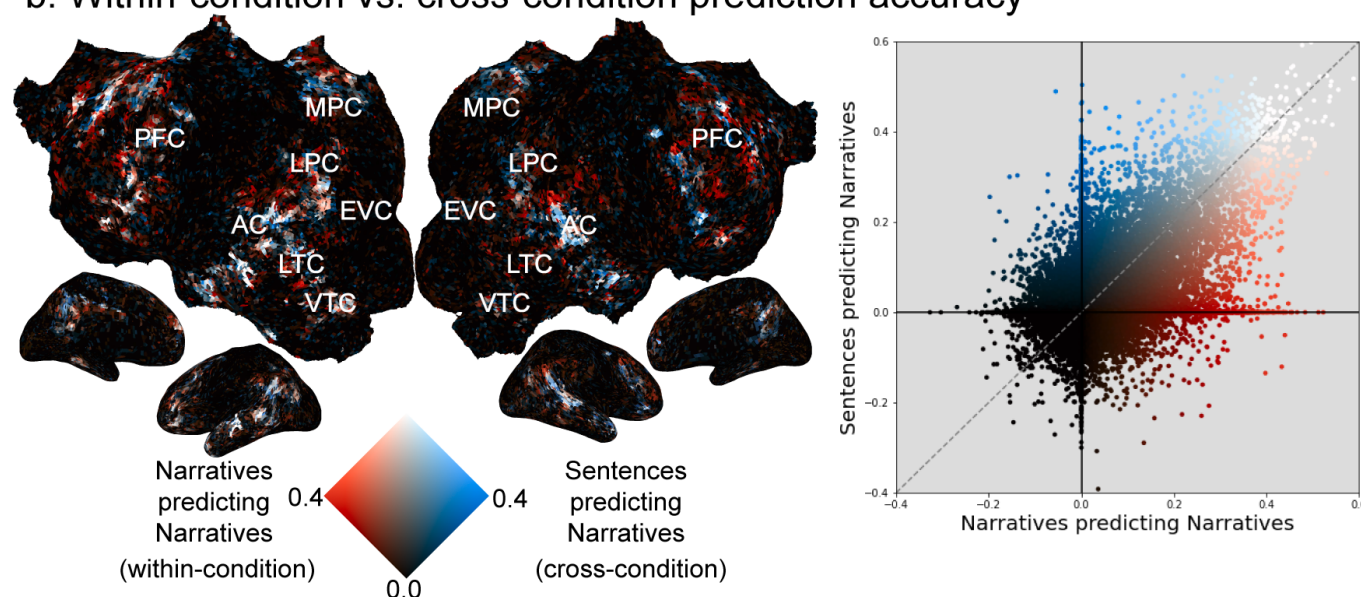 b. Within-condition vs. cross-condition prediction accuracy
MPC
PFC
LPC
AC
EVC
LTC
VTC
MPC
PFC
LPC
EVC
AC
LTC
VTC
Narratives
predicting
Narratives
(within-condition)
0.4
0.4
0.0
Sentences
predicting
Narratives
(cross-condition)
Sentences predicting Narratives
0.6
0.4
0.2
0.0
−0.2
−0.4
−0.4
−0.2
0.0
0.2
0.4
Narratives predicting Narratives